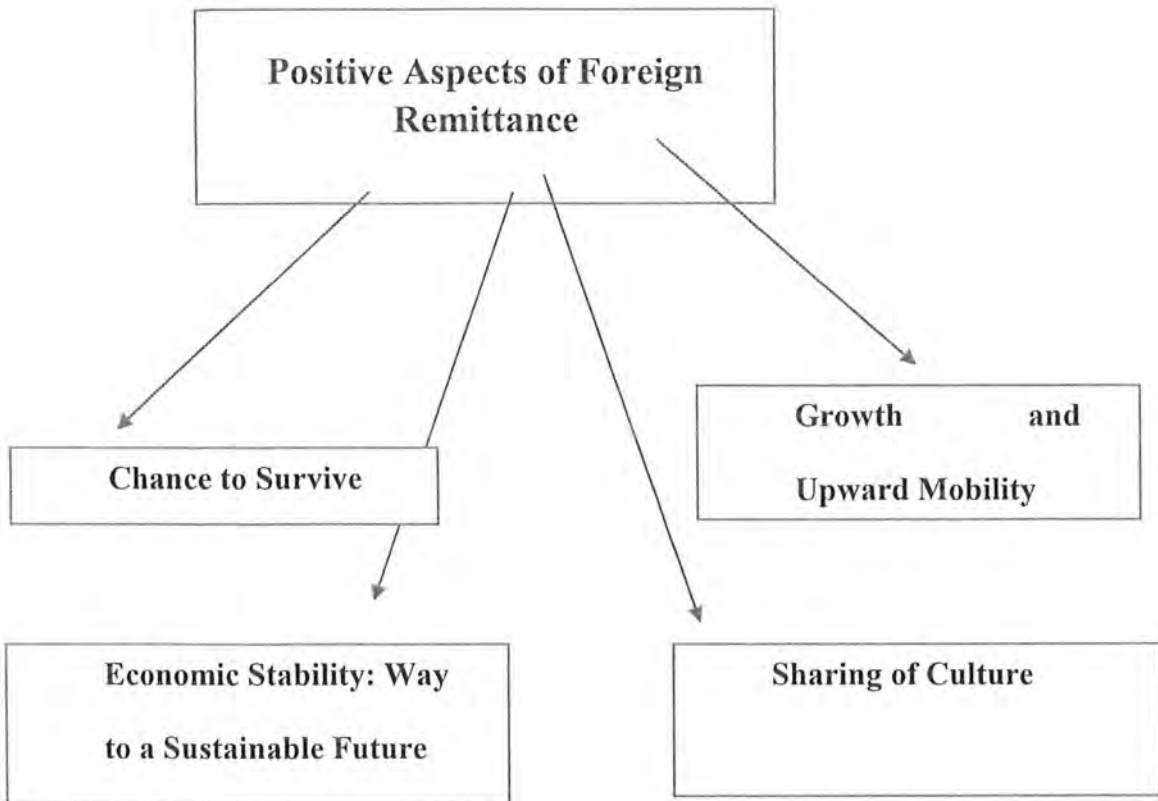 Positive Aspects of Foreign
Remittance
Chance to Survive
Growth and
Upward Mobility
Economic Stability: Way
to a Sustainable Future
Sharing of Culture